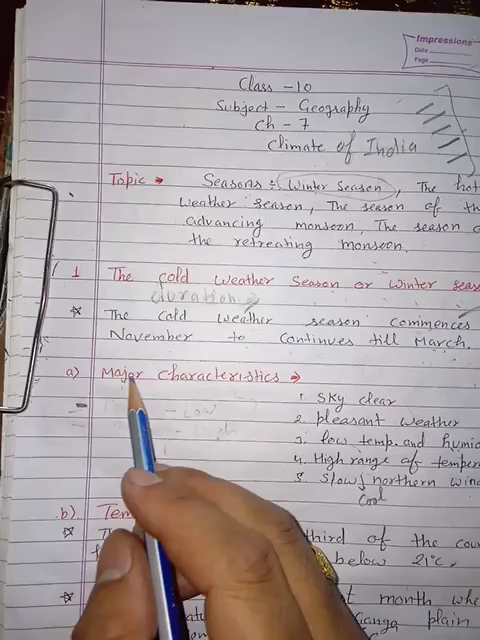 Impressions
Date
Page
Class - 10
Subject - Geography
Ch - 7
Climate of India
Topic → Seasons :- Winter Season, The hot
weather season, The season of the
advancing monsoon, The season o
the retreating monsoon.
1 The cold weather Season or winter seas
duration →
☆ The cold weather season commences
November to continues till March.
a) Major Characteristics →
1. Sky clear
2. pleasant weather
3. low temp. and humid
4. High range of temper
5. Slow & northern wind
cool
b) Tem
☆ third of the cou
below 21°c.
☆ month whe
Ganga plain